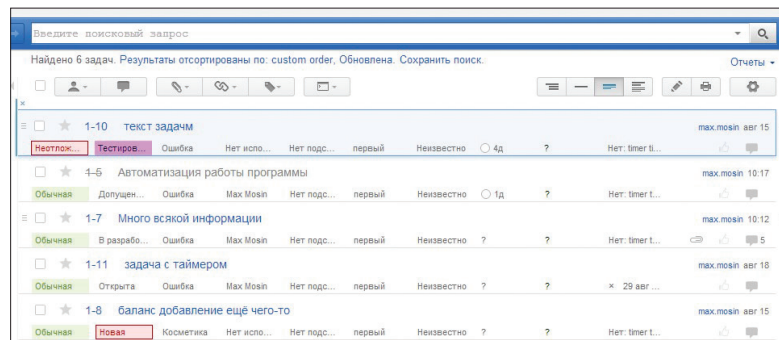 Введите поисковый запрос
Найдено 6 задач. Результаты отсортированы по: custom order, Обновлена. Сохранить поиск.
Отчеты
1-10 текст задачм max.mosin авг 15
Неотлож... Тестиров... Ошибка Нет испо... Нет подс... первый Неизвестно 4д ? Нет: timer ti...
1-5 Автоматизация работы программы max.mosin 10:17
Обычная Допущен... Ошибка Max Mosin Нет подс... первый Неизвестно 1д ? Нет: timer t...
1-7 Много всякой информации max.mosin 10:12
Обычная В разрабо... Ошибка Max Mosin Нет подс... первый Неизвестно ? ? Нет: timer t... 5
1-11 задача с таймером max.mosin авг 18
Обычная Открыта Ошибка Max Mosin Нет подс... первый Неизвестно ? ? × 29 авг ...
1-8 баланс добавление ещё чего-то max.mosin авг 15
Обычная Новая Косметика Нет испо... Нет подс... первый Неизвестно ? ? Нет: timer t...